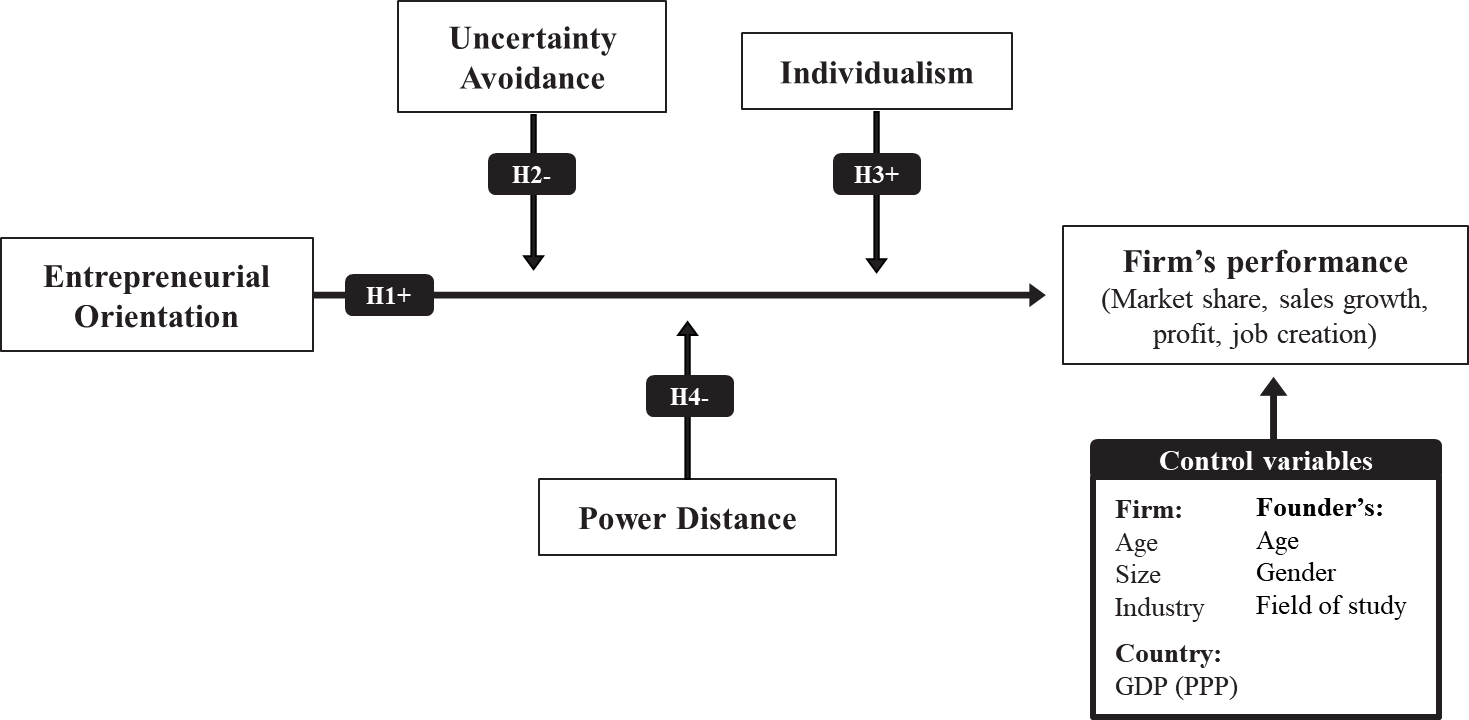 Uncertainty
Avoidance
Individualism
H2-
H3+
Entrepreneurial
Orientation
H1+
Firm’s performance
(Market share, sales growth,
profit, job creation)
H4-
Power Distance
Control variables
Firm:
Age
Size
Industry
Founder’s:
Age
Gender
Field of study
Country:
GDP (PPP)